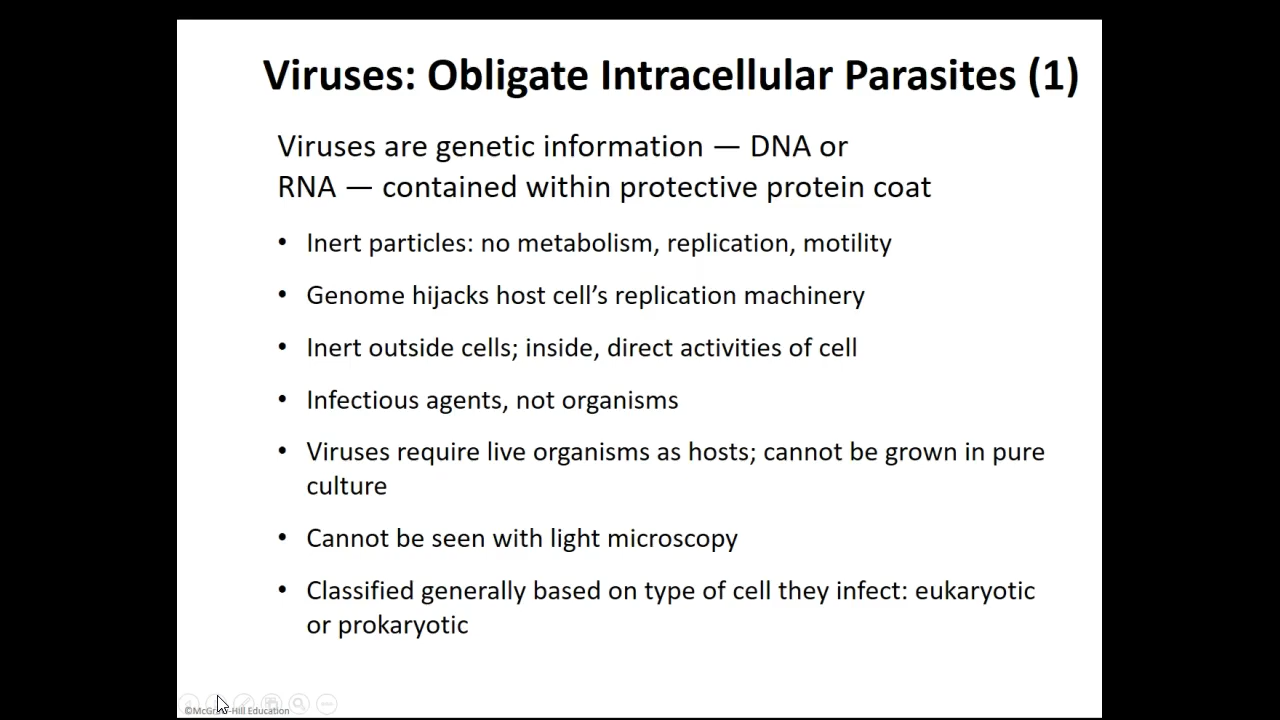 Viruses: Obligate Intracellular Parasites (1)
Viruses are genetic information — DNA or
RNA — contained within protective protein coat
• Inert particles: no metabolism, replication, motility
• Genome hijacks host cell’s replication machinery
• Inert outside cells; inside, direct activities of cell
• Infectious agents, not organisms
• Viruses require live organisms as hosts; cannot be grown in pure
culture
• Cannot be seen with light microscopy
• Classified generally based on type of cell they infect: eukaryotic
or prokaryotic
©McGraw-Hill Education